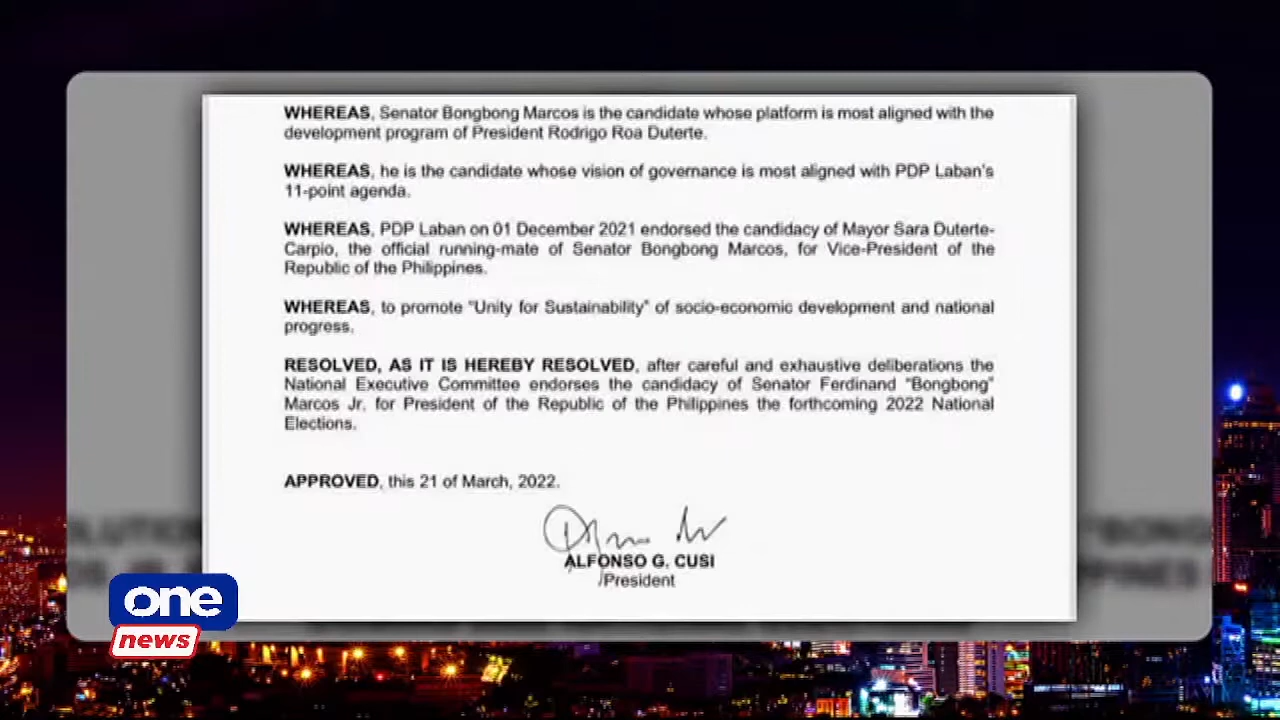 WHEREAS, Senator Bongbong Marcos is the candidate whose platform is most aligned with the
development program of President Rodrigo Roa Duterte.
WHEREAS, he is the candidate whose vision of governance is most aligned with PDP Laban's
11-point agenda.
WHEREAS, PDP Laban on 01 December 2021 endorsed the candidacy of Mayor Sara Duterte-
Carpio, the official running-mate of Senator Bongbong Marcos, for Vice-President of the
Republic of the Philippines.
WHEREAS, to promote “Unity for Sustainability” of socio-economic development and national
progress.
RESOLVED, AS IT IS HEREBY RESOLVED, after careful and exhaustive deliberations the
National Executive Committee endorses the candidacy of Senator Ferdinand “Bongbong”
Marcos Jr. for President of the Republic of the Philippines the forthcoming 2022 National
Elections.
APPROVED, this 21 of March, 2022.
ALFONSO G. CUSI
President
one
news